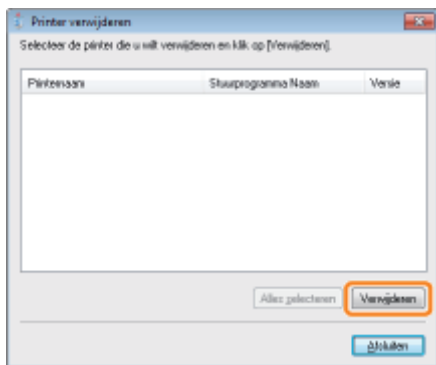 Printer verwijderen
Selecteer de printer die u wilt verwijderen en klik op [Verwijderen].
Printernaam Stuurprogramma Naam Versie
Alles selecteren Verwijderen
Afsluiten